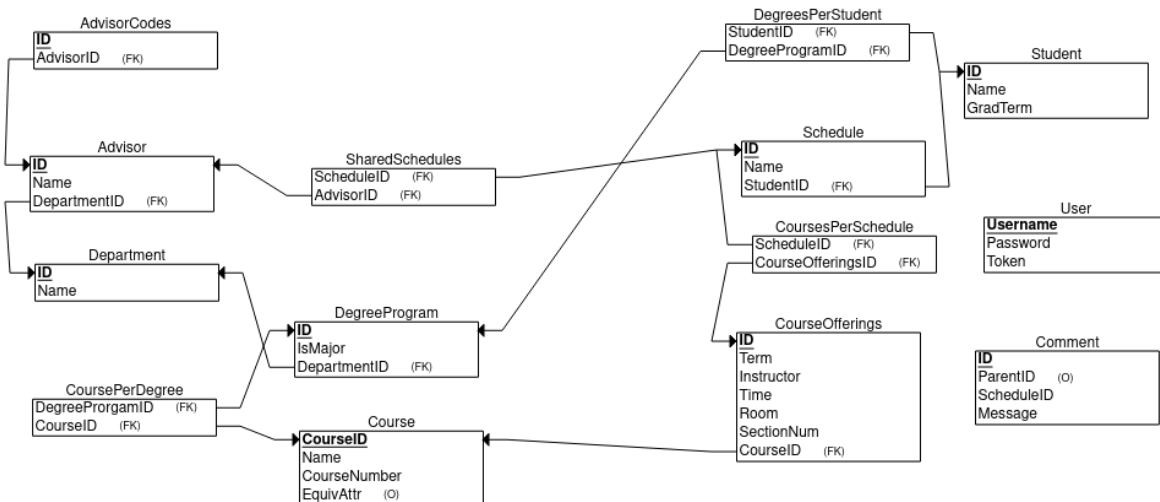 AdvisorCodes
ID
AdvisorID (FK)
Advisor
ID
Name
DepartmentID (FK)
Department
ID
Name
CoursePerDegree
DegreeProrgamID (FK)
CourseID (FK)
SharedSchedules
ScheduleID (FK)
AdvisorID (FK)
DegreeProgram
ID
IsMajor
DepartmentID (FK)
Course
CourseID
Name
CourseNumber
EquivAttr (O)
DegreesPerStudent
StudentID (FK)
DegreeProgramID (FK)
Schedule
ID
Name
StudentID (FK)
CoursesPerSchedule
ScheduleID (FK)
CourseOfferingsID (FK)
CourseOfferings
ID
Term
Instructor
Time
Room
SectionNum
CourseID (FK)
Student
ID
Name
GradTerm
User
Username
Password
Token
Comment
ID
ParentID (O)
ScheduleID
Message